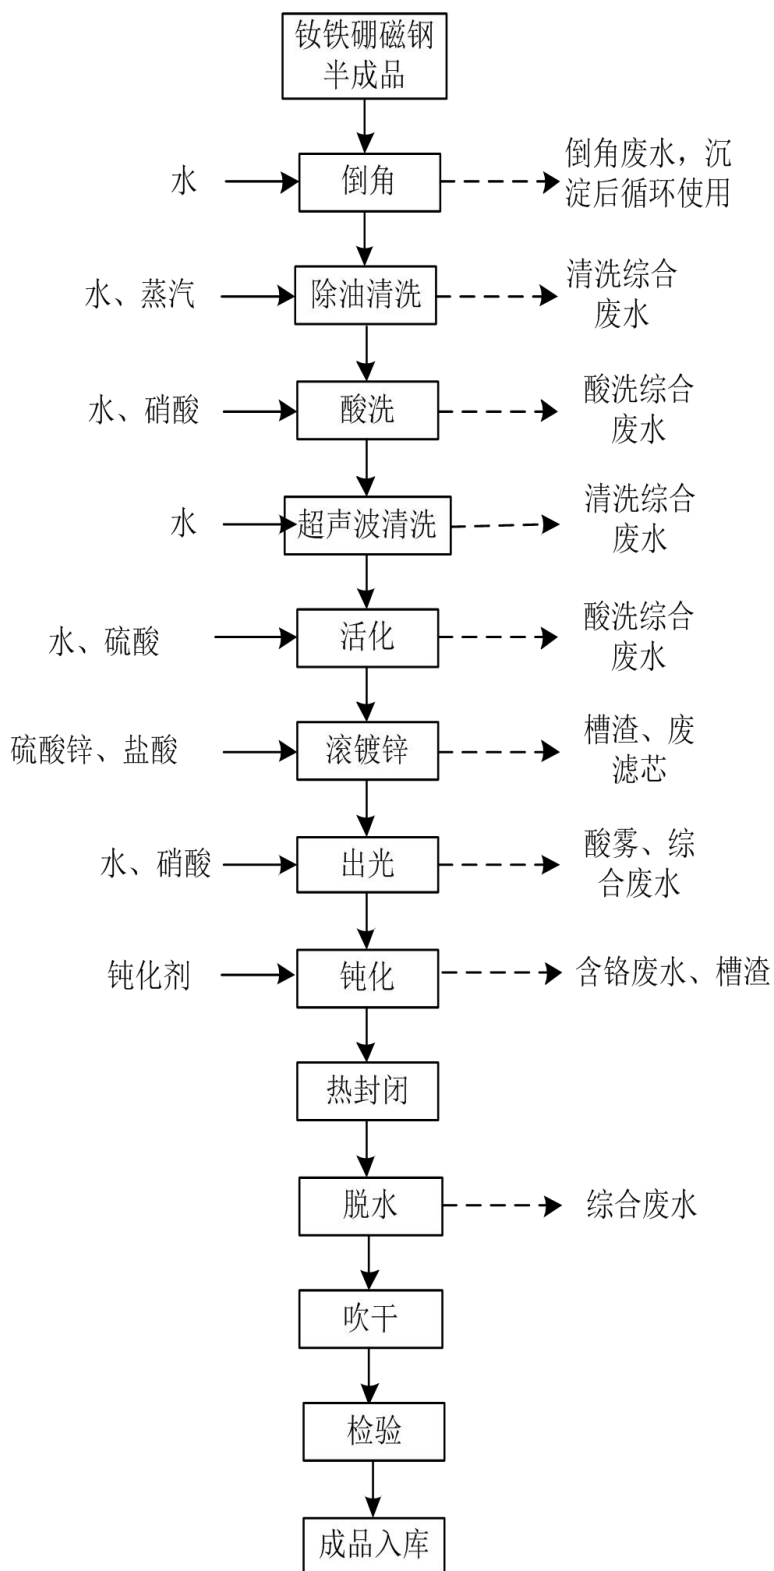 钕铁硼磁钢
半成品
水
倒角
倒角废水，沉
淀后循环使用
水、蒸汽
除油清洗
清洗综合
废水
水、硝酸
酸洗
酸洗综合
废水
水
超声波清洗
清洗综合
废水
水、硫酸
活化
酸洗综合
废水
硫酸锌、盐酸
滚镀锌
槽渣、废
滤芯
水、硝酸
出光
酸雾、综
合废水
钝化剂
钝化
含铬废水、槽渣
热封闭
脱水
综合废水
吹干
检验
成品入库